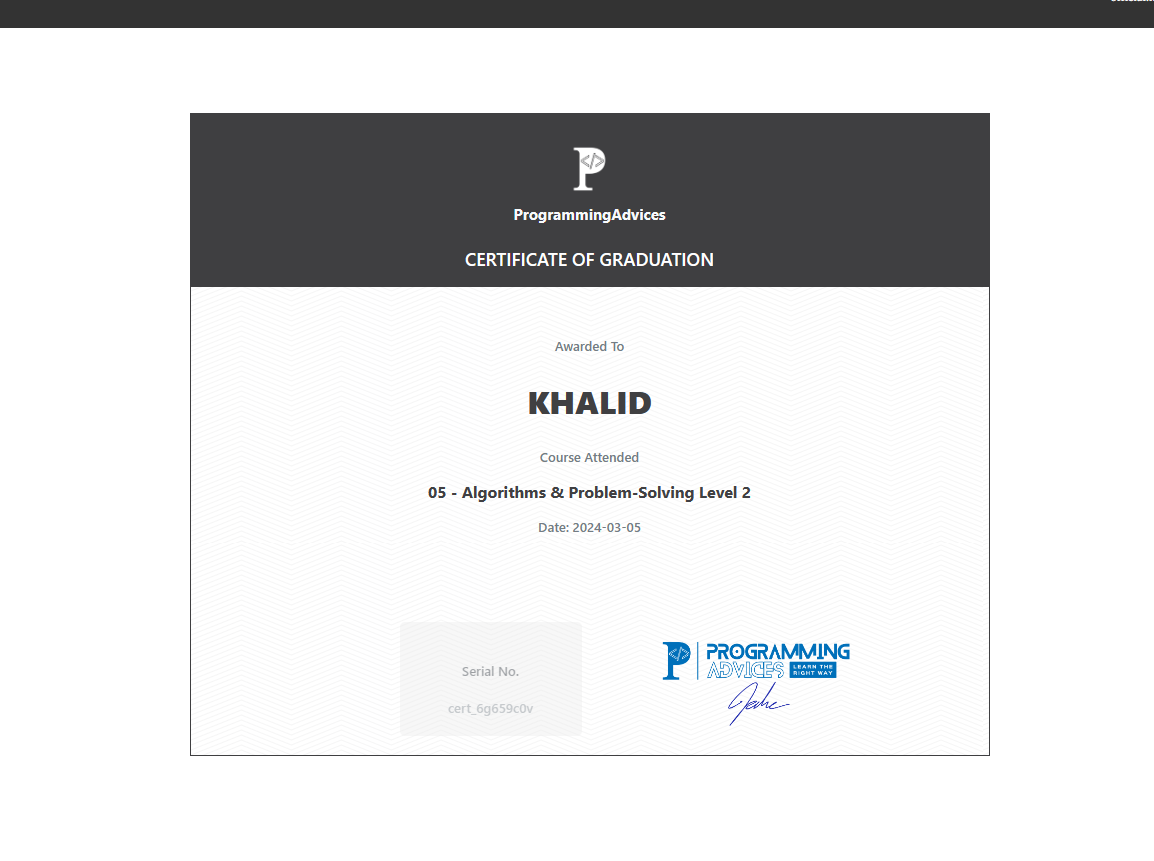 ProgrammingAdvices
CERTIFICATE OF GRADUATION
Awarded To
KHALID
Course Attended
05 - Algorithms & Problem-Solving Level 2
Date: 2024-03-05
Serial No.
cert_6g659c0v
P </> PROGRAMMING
ADVICES LEARN THE
RIGHT WAY